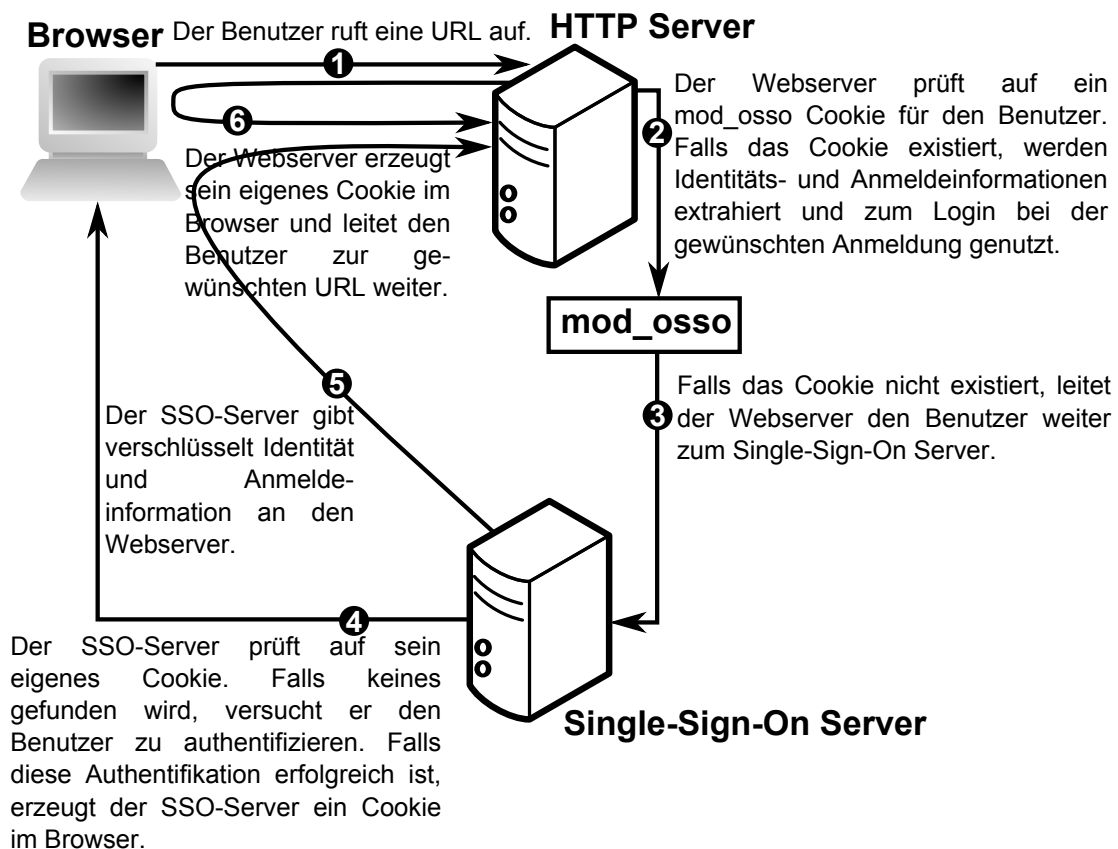 Browser
Der Benutzer ruft eine URL auf.
HTTP Server
1
6
2
Der Webserver prüft auf ein
mod_osso Cookie für den Benutzer.
Falls das Cookie existiert, werden
Identitäts- und Anmeldeinformationen
extrahiert und zum Login bei der
gewünschten Anmeldung genutzt.
Der Webserver erzeugt
sein eigenes Cookie im
Browser und leitet den
Benutzer zur ge-
wünschten URL weiter.
mod_osso
5
3
Falls das Cookie nicht existiert, leitet
der Webserver den Benutzer weiter
zum Single-Sign-On Server.
Der SSO-Server gibt
verschlüsselt Identität
und Anmelde-
information an den
Webserver.
4
Der SSO-Server prüft auf sein
eigenes Cookie. Falls keines
gefunden wird, versucht er den
Benutzer zu authentifizieren. Falls
diese Authentifikation erfolgreich ist,
erzeugt der SSO-Server ein Cookie
im Browser.
Single-Sign-On Server